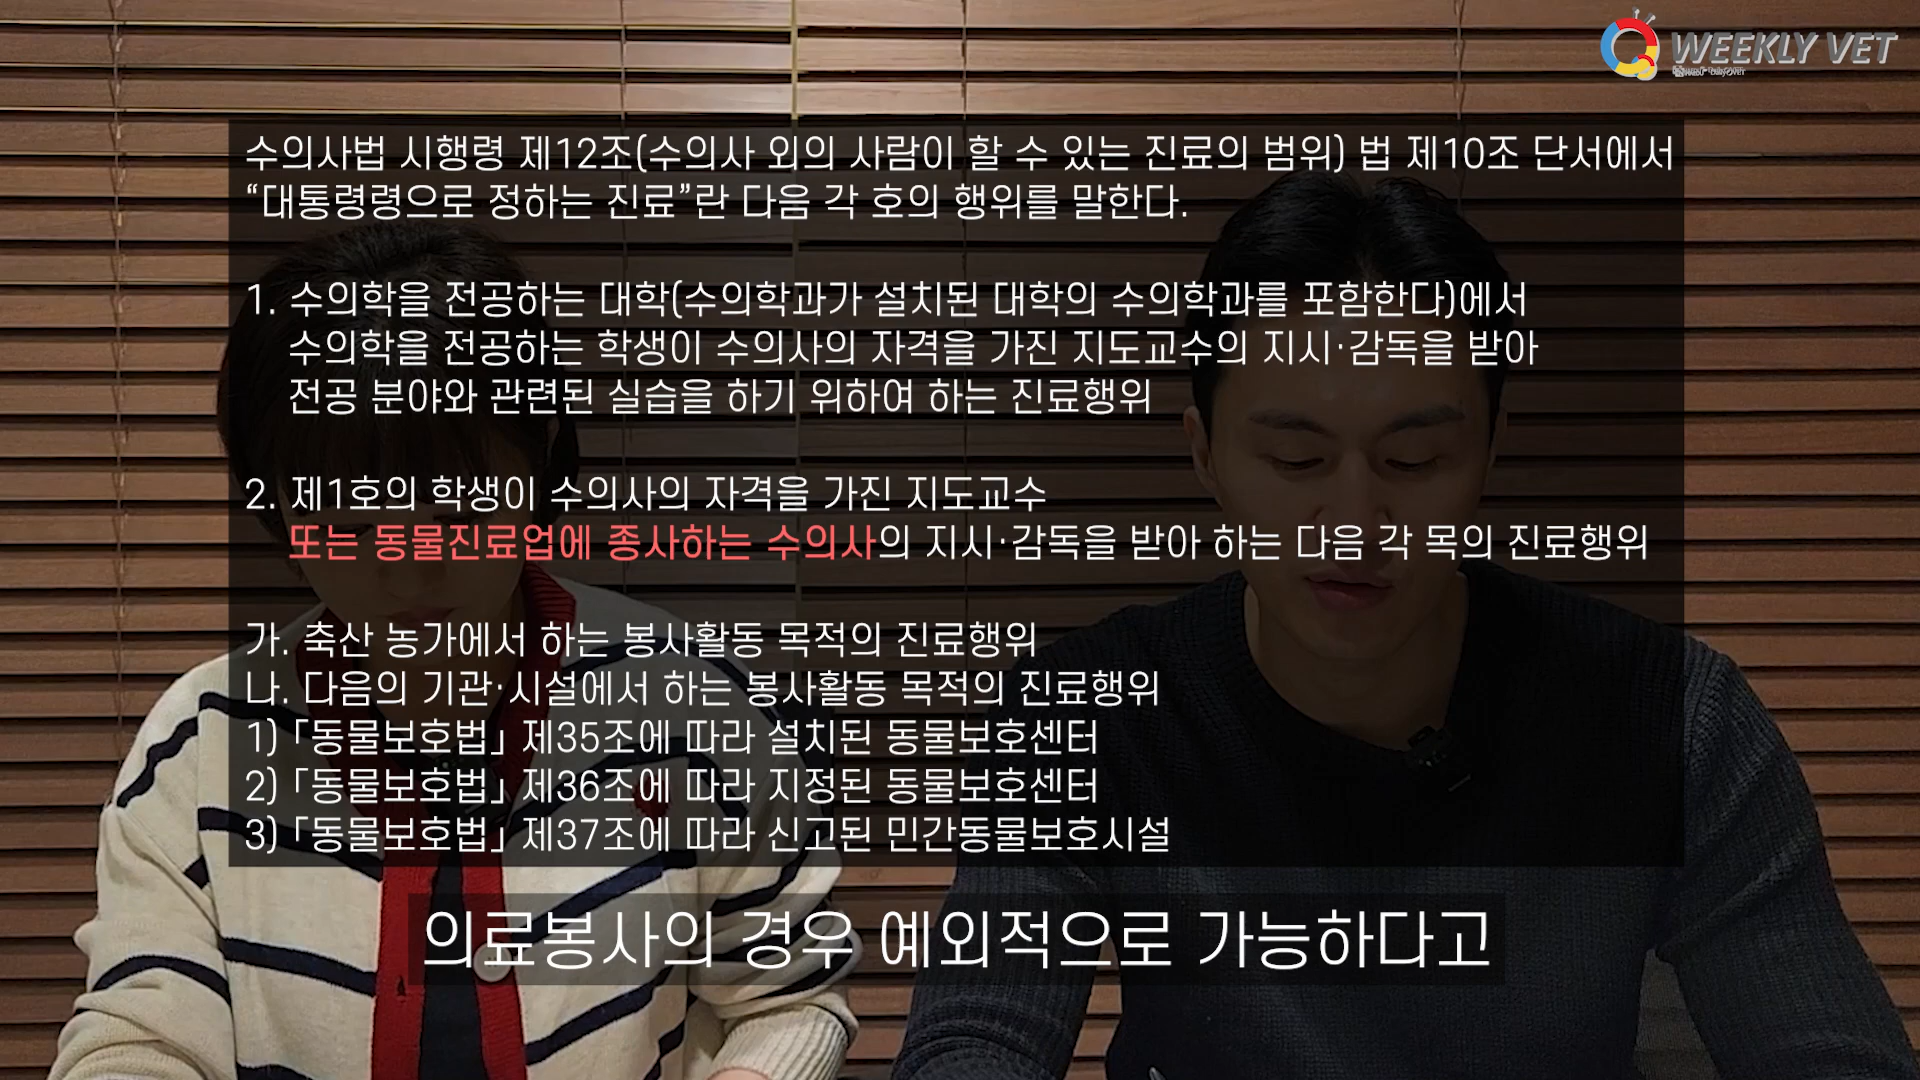 WEEKLY VET
수의사법 시행령 제12조(수의사 외의 사람이 할 수 있는 진료의 범위) 법 제10조 단서에서
“대통령령으로 정하는 진료”란 다음 각 호의 행위를 말한다.
1. 수의학을 전공하는 대학(수의학과가 설치된 대학의 수의학과를 포함한다)에서
수의학을 전공하는 학생이 수의사의 자격을 가진 지도교수의 지시·감독을 받아
전공 분야와 관련된 실습을 하기 위하여 하는 진료행위
2. 제1호의 학생이 수의사의 자격을 가진 지도교수
또는 동물진료업에 종사하는 수의사의 지시·감독을 받아 하는 다음 각 목의 진료행위
가. 축산 농가에서 하는 봉사활동 목적의 진료행위
나. 다음의 기관·시설에서 하는 봉사활동 목적의 진료행위
1) 「동물보호법」 제35조에 따라 설치된 동물보호센터
2) 「동물보호법」 제36조에 따라 지정된 동물보호센터
3) 「동물보호법」 제37조에 따라 신고된 민간동물보호시설
의료봉사의 경우 예외적으로 가능하다고